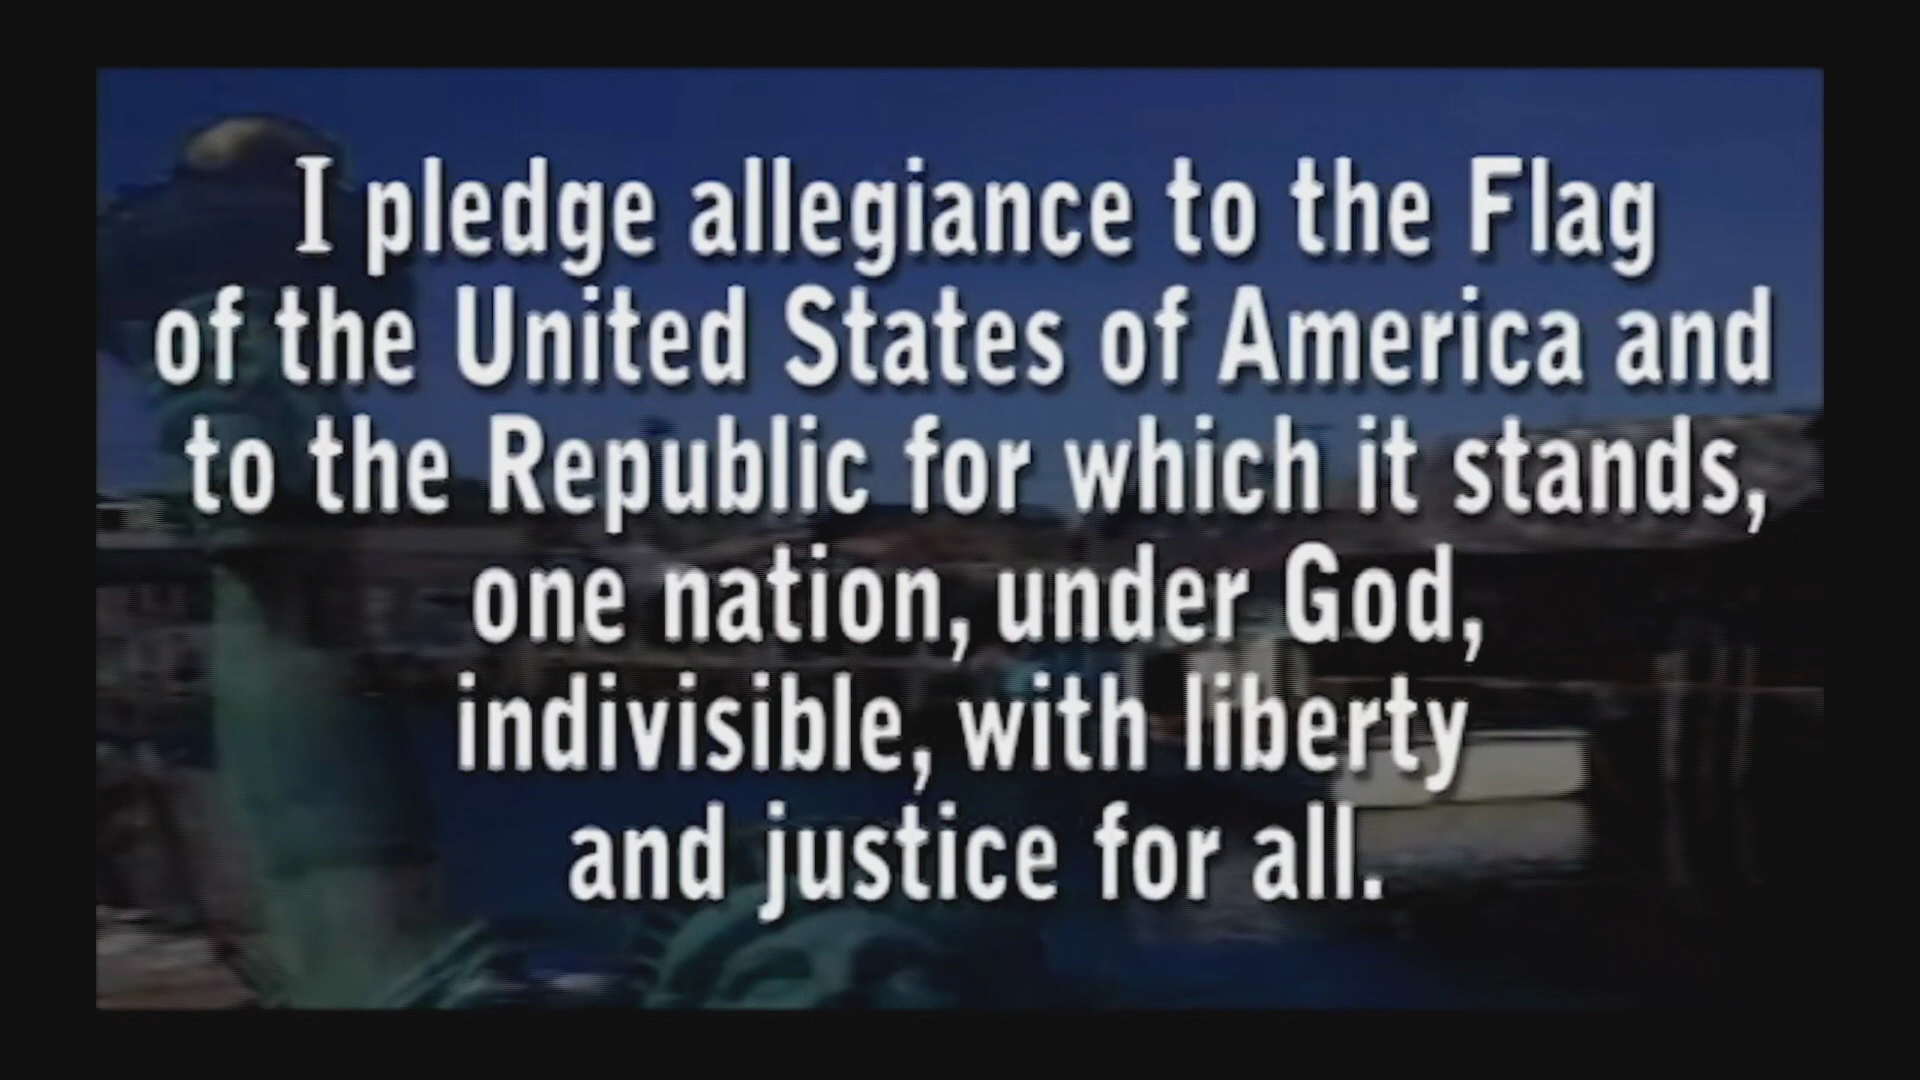 I pledge allegiance to the Flag
of the United States of America and
to the Republic for which it stands,
one nation, under God,
indivisible, with liberty
and justice for all.